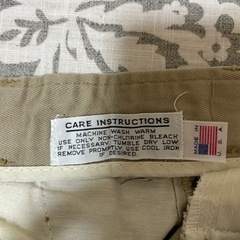 CARE INSTRUCTIONS
MACHINE WASH WARM
USE ONLY NON-CHLORINE BLEACH
IF NECESSARY. TUMBLE DRY LOW.
REMOVE PROMPTLY. USE COOL IRON
IF DESIRED.
MADE IN
U.S.A.